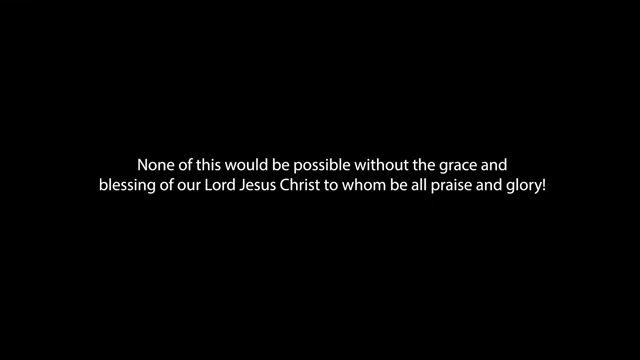 None of this would be possible without the grace and
blessing of our Lord Jesus Christ to whom be all praise and glory!